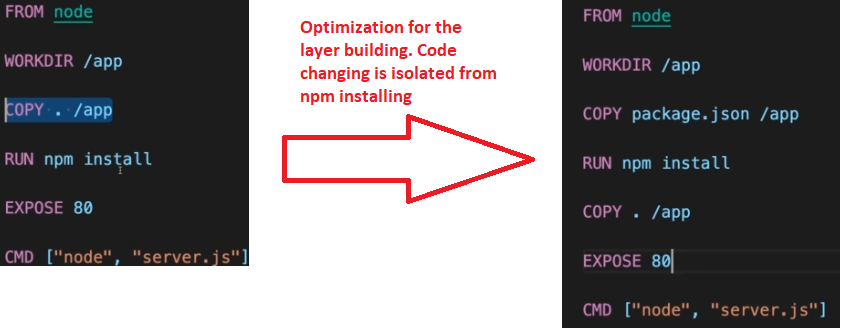 FROM node
WORKDIR /app
COPY . /app
RUN npm install
EXPOSE 80
CMD ["node", "server.js"]
Optimization for the
layer building. Code
changing is isolated from
npm installing
FROM node
WORKDIR /app
COPY package.json /app
RUN npm install
COPY . /app
EXPOSE 80
CMD ["node", "server.js"]